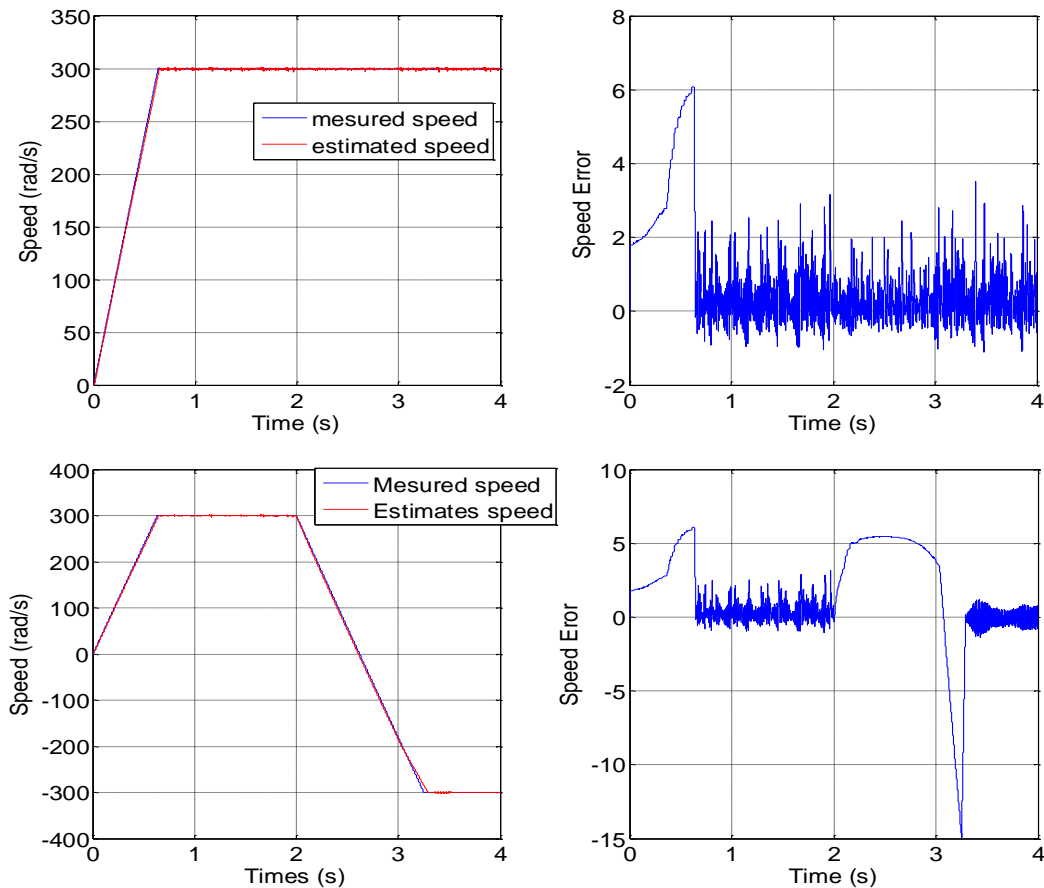 350
300
250
200
150
100
50
0
Speed (rad/s)
mesured speed
estimated speed
0 1 2 3 4
Time (s)
8
6
4
2
0
-2
Speed Error
0 1 2 3 4
Time (s)
400
300
200
100
0
-100
-200
-300
-400
Speed (rad/s)
Mesured speed
Estimates speed
0 1 2 3 4
Times (s)
10
5
0
-5
-10
-15
Speed Eror
0 1 2 3 4
Time (s)